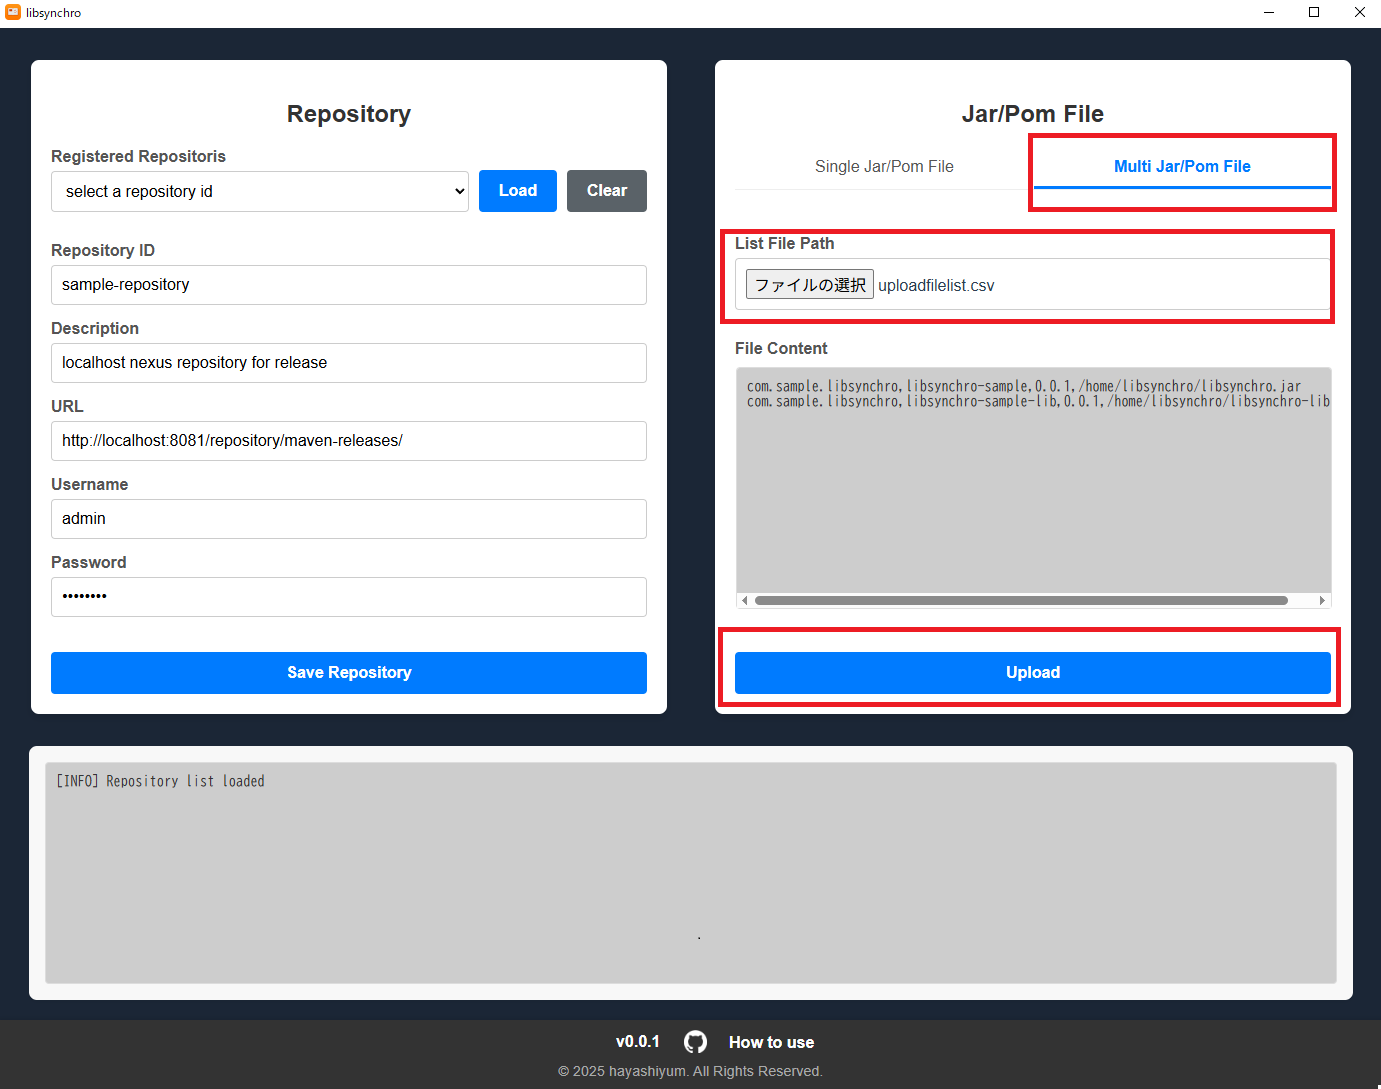 libsynchro
Repository
Registered Repositoris
select a repository id
Load
Clear
Repository ID
sample-repository
Description
localhost nexus repository for release
URL
http://localhost:8081/repository/maven-releases/
Username
admin
Password
••••••••
Save Repository
Jar/Pom File
Single Jar/Pom File
Multi Jar/Pom File
List File Path
ファイルの選択 uploadfilelist.csv
File Content
com.sample.libsynchro,libsynchro-sample,0.0.1,/home/libsynchro/libsynchro.jar
com.sample.libsynchro,libsynchro-sample-lib,0.0.1,/home/libsynchro/libsynchro-lib
Upload
[INFO] Repository list loaded
.
v0.0.1
How to use
© 2025 hayashiyum. All Rights Reserved.